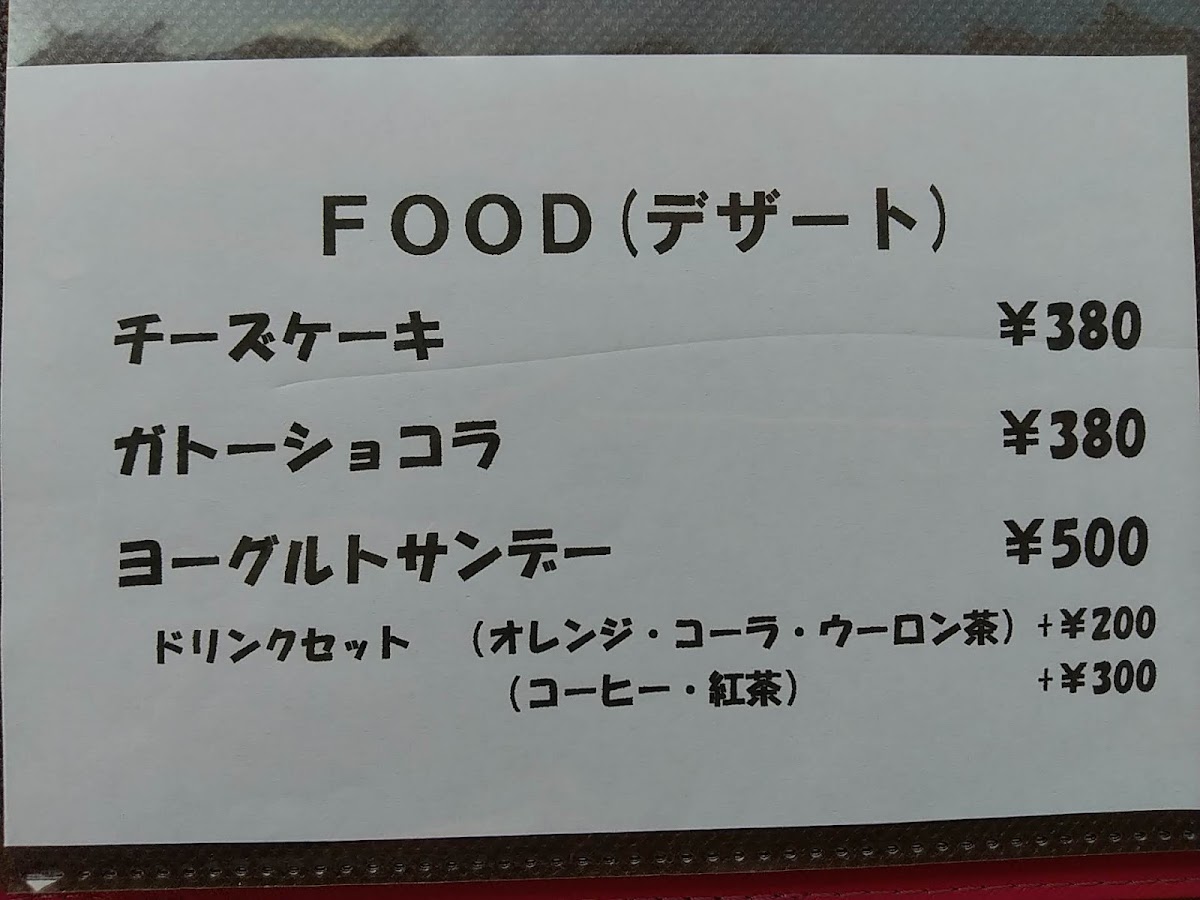 FOOD(デザート)
チーズケーキ ¥380
ガトーショコラ ¥380
ヨーグルトサンデー ¥500
ドリンクセット (オレンジ・コーラ・ウーロン茶) +¥200
(コーヒー・紅茶) +¥300